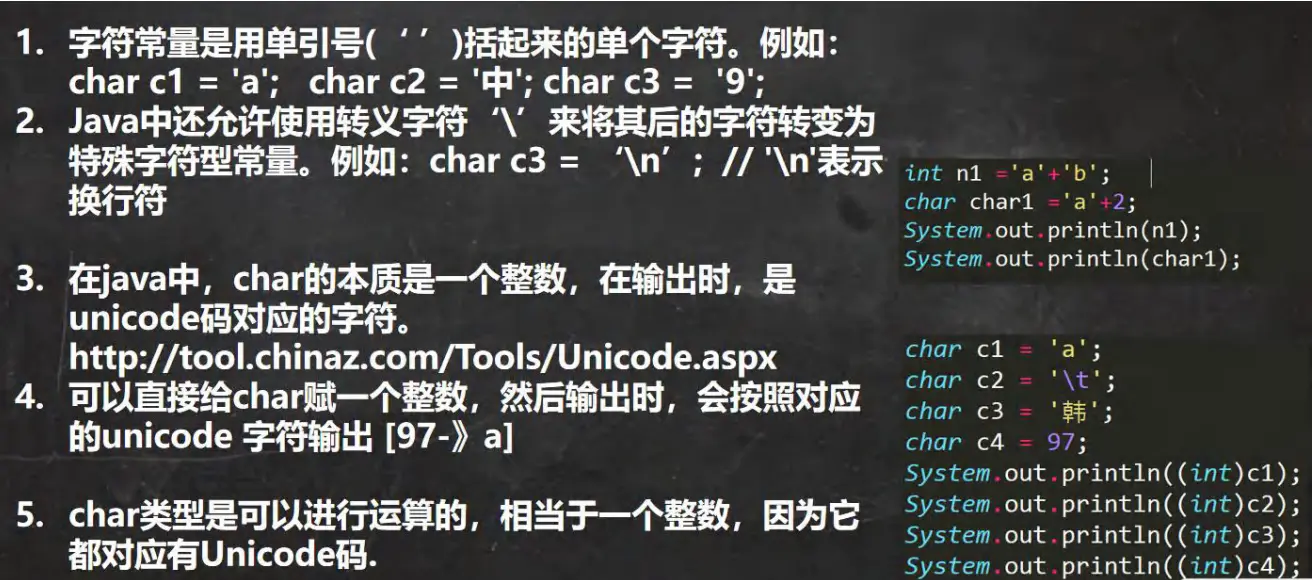 1. 字符常量是用单引号(‘ ’)括起来的单个字符。例如：
char c1 = 'a'; char c2 = '中'; char c3 = '9';
2. Java中还允许使用转义字符‘\’来将其后的字符转变为
特殊字符型常量。例如：char c3 = ‘\n’; // '\n'表示
换行符
3. 在java中，char的本质是一个整数，在输出时，是
unicode码对应的字符。
http://tool.chinaz.com/Tools/Unicode.aspx
4. 可以直接给char赋一个整数，然后输出时，会按照对应
的unicode 字符输出 [97-》a]
5. char类型是可以进行运算的，相当于一个整数，因为它
都对应有Unicode码.
int n1 ='a'+'b';
char char1 ='a'+2;
System.out.println(n1);
System.out.println(char1);
char c1 = 'a';
char c2 = '\t';
char c3 = '韩';
char c4 = 97;
System.out.println((int)c1);
System.out.println((int)c2);
System.out.println((int)c3);
System.out.println((int)c4);